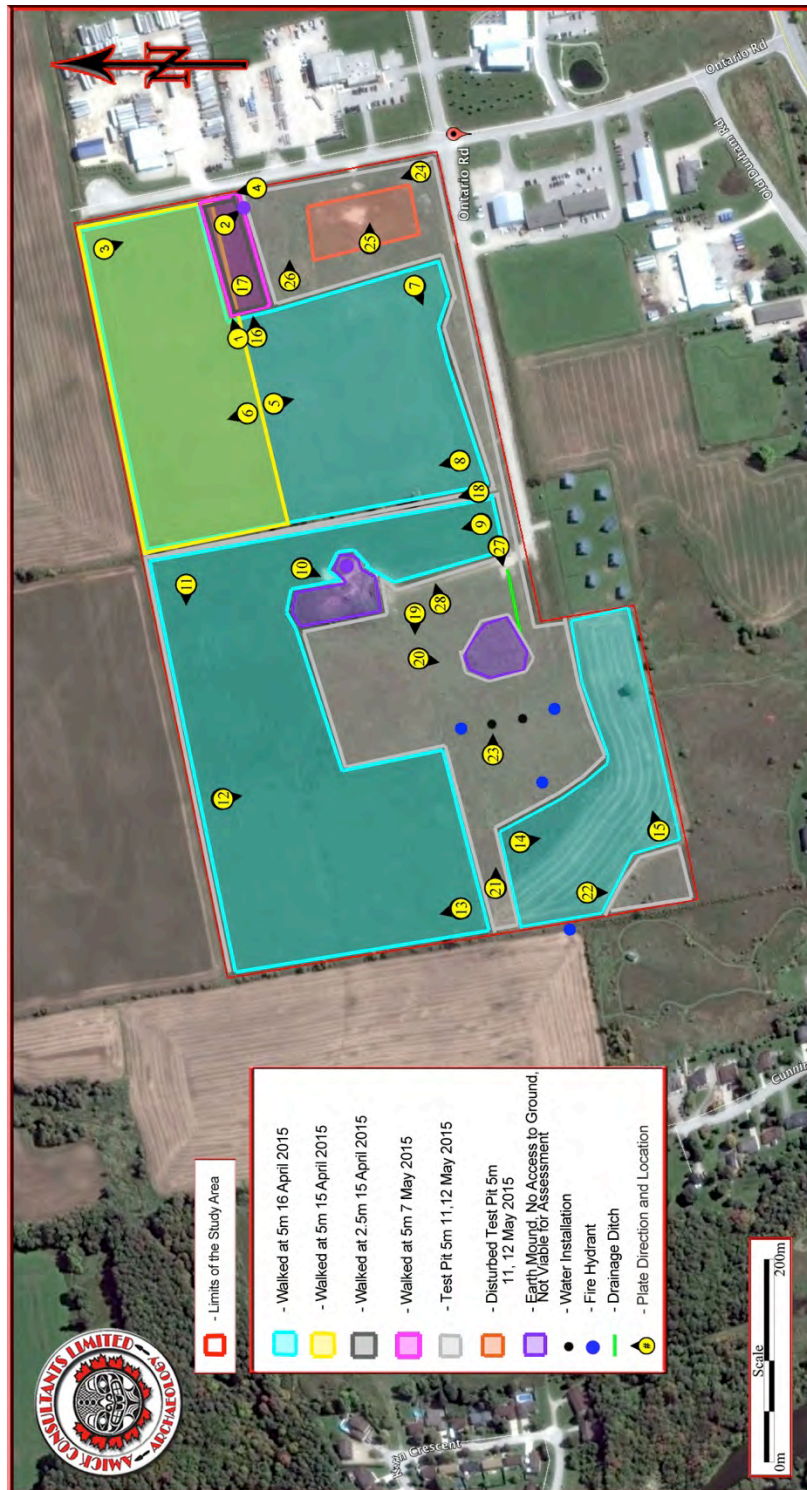 AMICK CONSULTANTS LIMITED
ARCHAEOLOGY
- Limits of the Study Area
- Walked at 5m 16 April 2015
- Walked at 5m 15 April 2015
- Walked at 2.5m 15 April 2015
- Walked at 5m 7 May 2015
- Test Pit 5m 11,12 May 2015
- Disturbed Test Pit 5m
11, 12 May 2015
- Earth Mound, No Access to Ground,
Not Viable for Assessment
- Water Installation
- Fire Hydrant
- Drainage Ditch
# - Plate Direction and Location
Scale
0m 200m
N
Ontario Rd
Ontario Rd
Old Durham Rd
Crescent
1
2
3
4
5
6
7
8
9
10
11
12
13
14
15
16
17
18
19
20
21
22
23
24
25
26
27
28